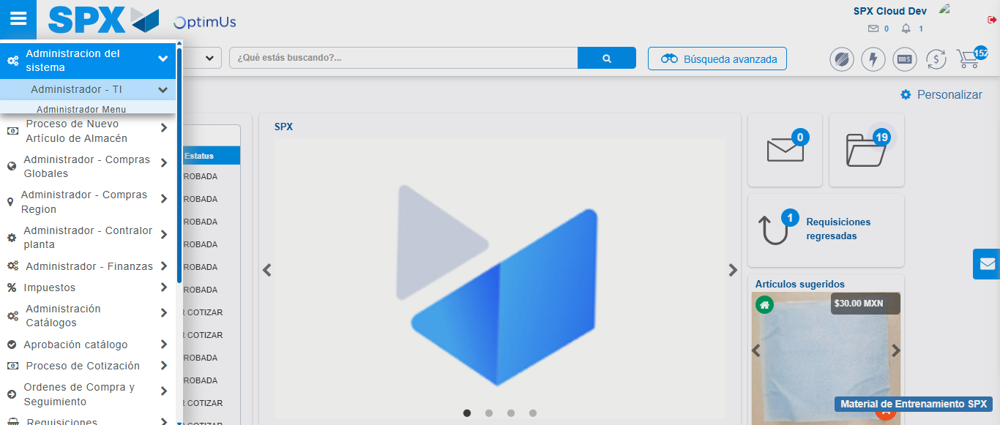 SPX OptimUs
SPX Cloud Dev
0 1
¿Qué estás buscando?...
Búsqueda avanzada
152
Personalizar
Administracion del
sistema
Administrador - TI
Administrador Menu
Proceso de Nuevo
Artículo de Almacén
Administrador - Compras
Globales
Administrador - Compras
Region
Administrador - Contralor
planta
Administrador - Finanzas
Impuestos
Administración
Catálogos
Aprobación catálogo
Proceso de Cotización
Ordenes de Compra y
Seguimiento
Requisiciones
Estatus
ROBADA
ROBADA
ROBADA
ROBADA
ROBADA
ROBADA
COTIZAR
COTIZAR
ROBADA
ROBADA
COTIZAR
COTIZAR
SPX
0
19
1
Requisiciones
regresadas
Artículos sugeridos
$30.00 MXN
Material de Entrenamiento SPX